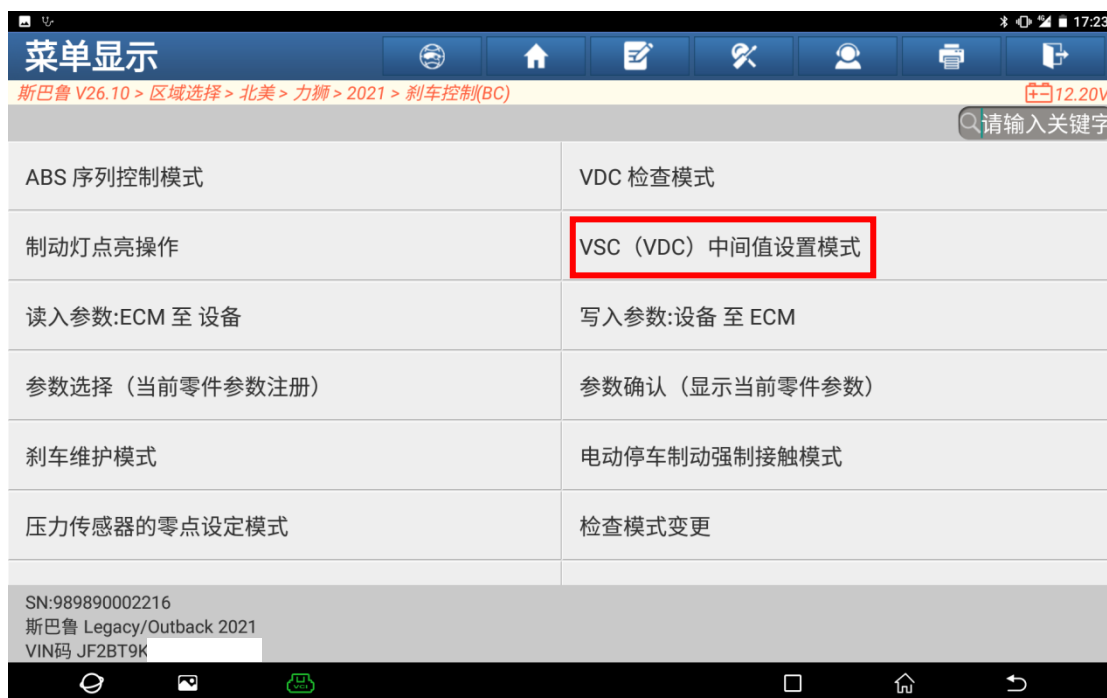 17:23
菜单显示
斯巴鲁 V26.10 > 区域选择 > 北美 > 力狮 > 2021 > 刹车控制(BC)
12.20V
请输入关键字
ABS 序列控制模式
VDC 检查模式
制动灯点亮操作
VSC（VDC）中间值设置模式
读入参数:ECM 至 设备
写入参数:设备 至 ECM
参数选择（当前零件参数注册）
参数确认（显示当前零件参数）
刹车维护模式
电动停车制动强制接触模式
压力传感器的零点设定模式
检查模式变更
SN:989890002216
斯巴鲁 Legacy/Outback 2021
VIN码 JF2BT9K
VCI